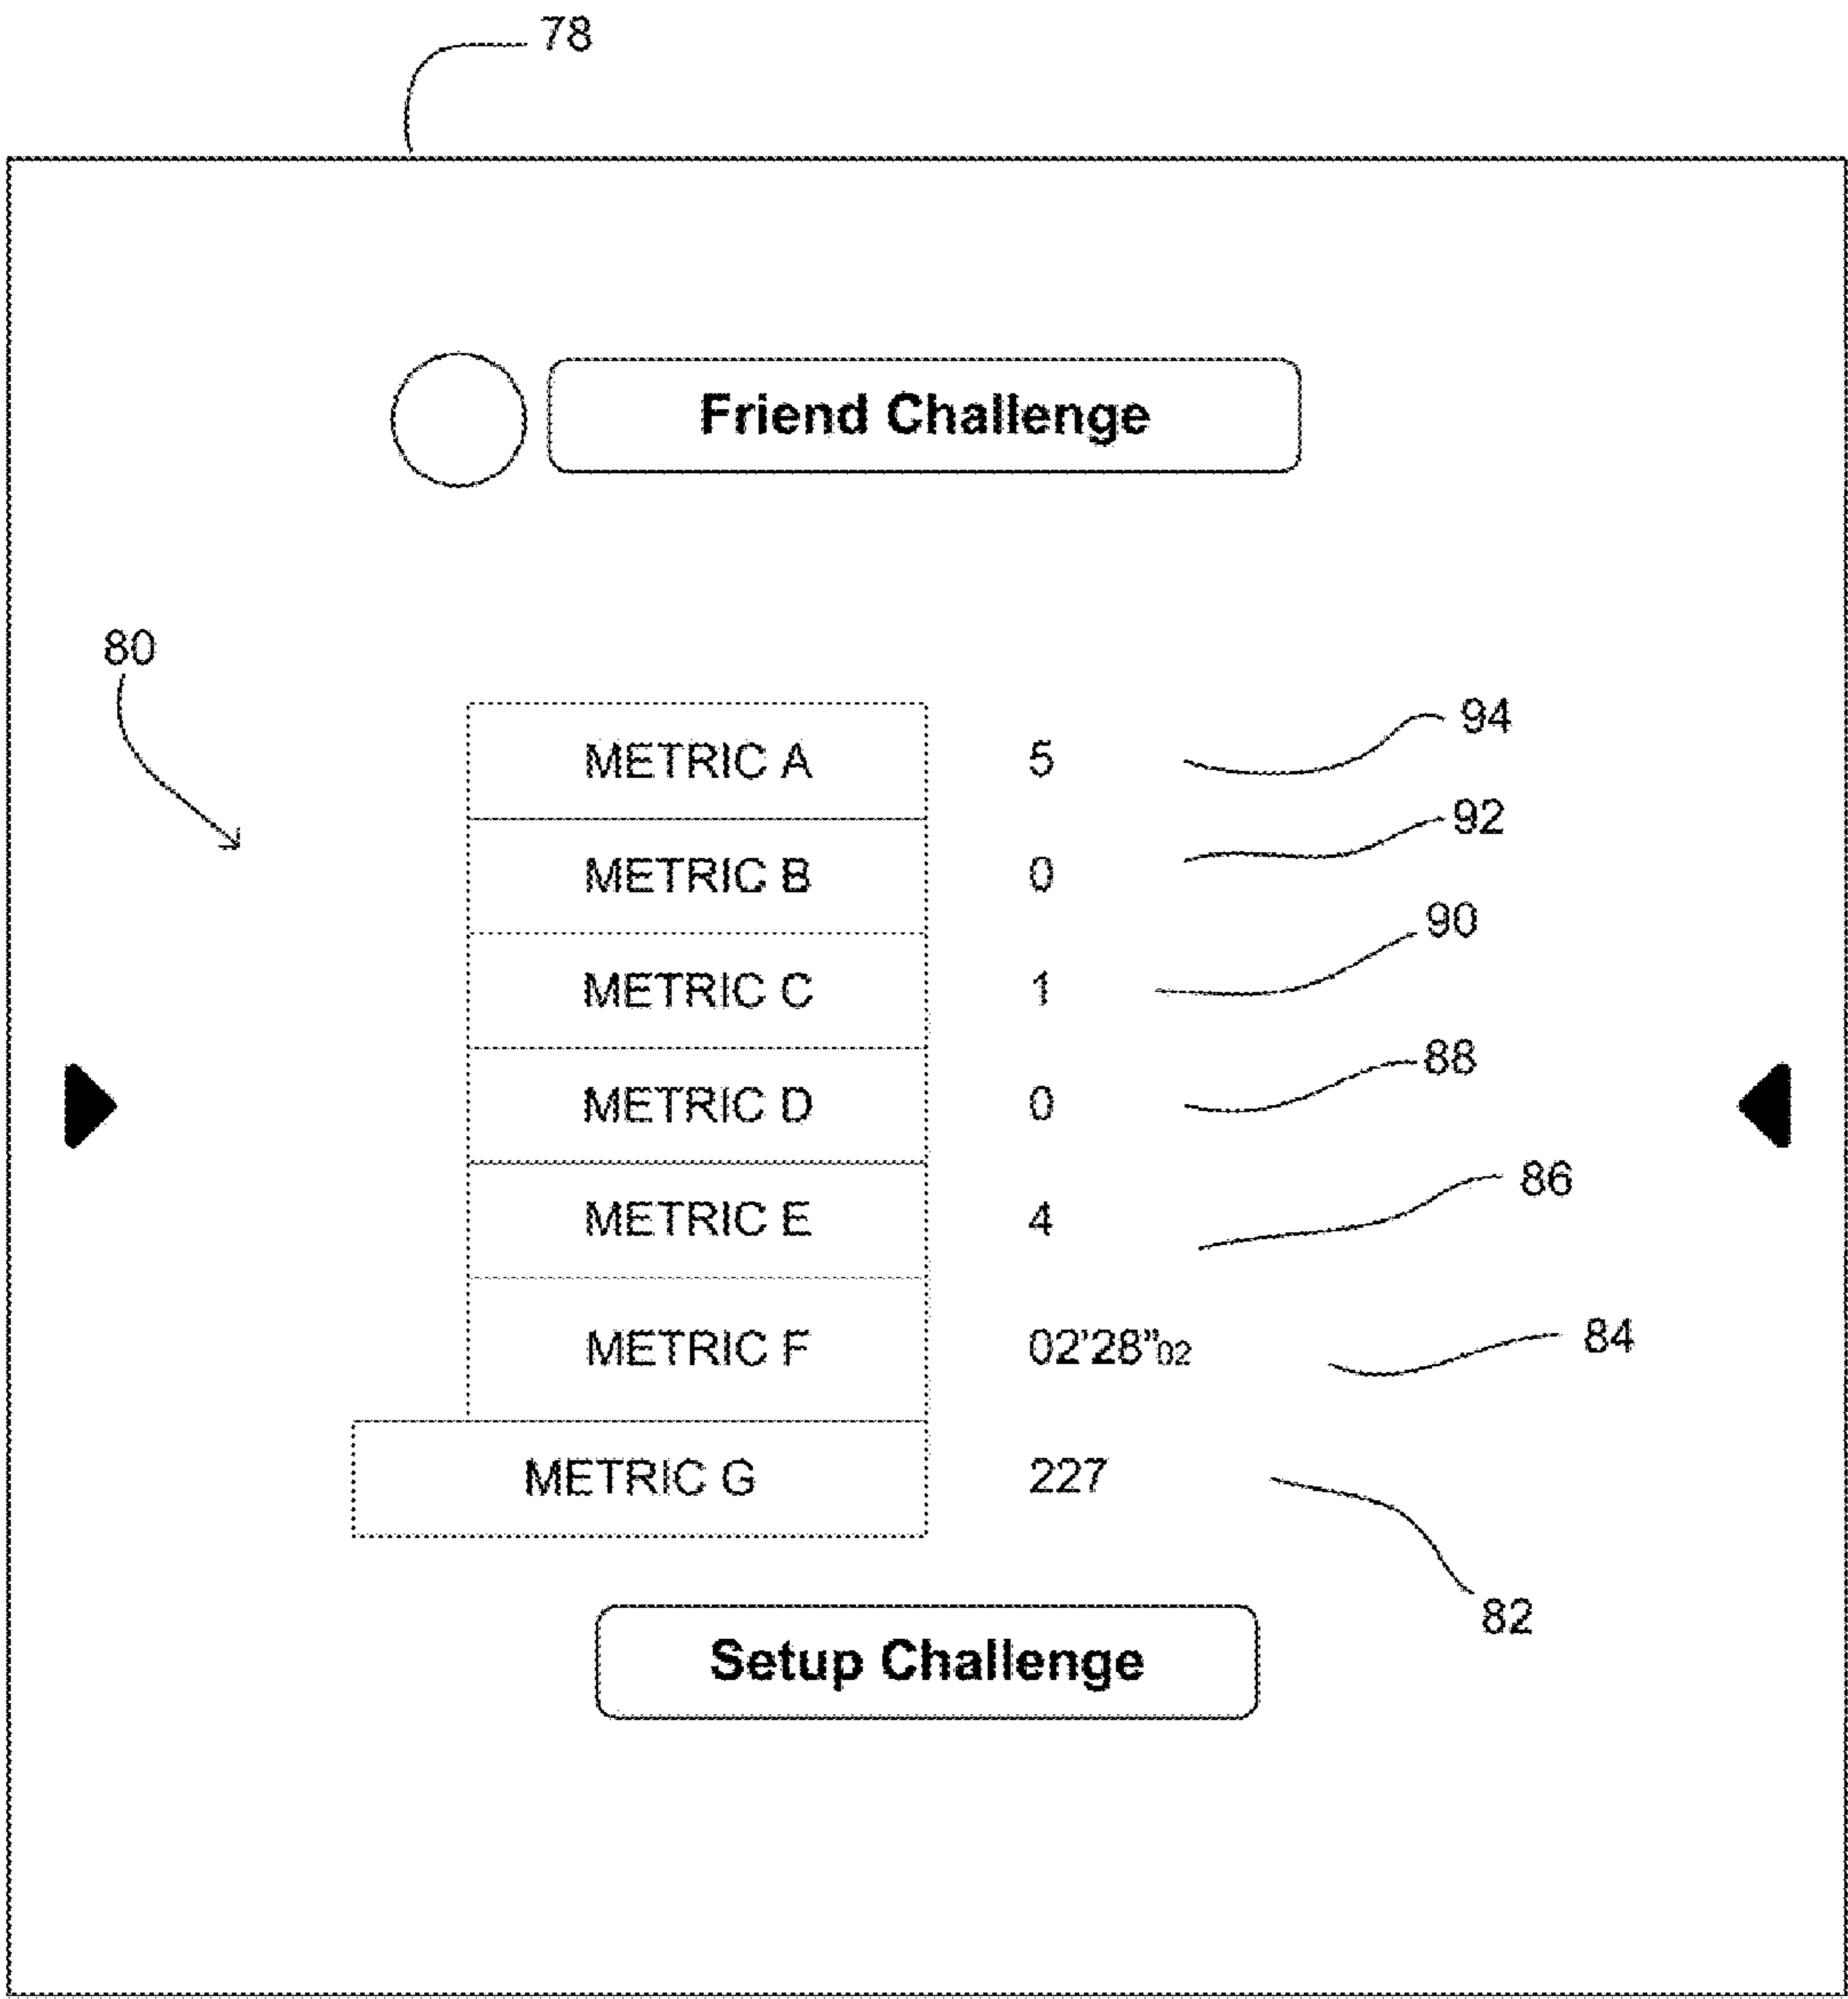 78
Friend Challenge
80
METRIC A 5 94
METRIC B 0 92
METRIC C 1 90
METRIC D 0 88
METRIC E 4 86
METRIC F 02'28"02 84
METRIC G 227 82
Setup Challenge